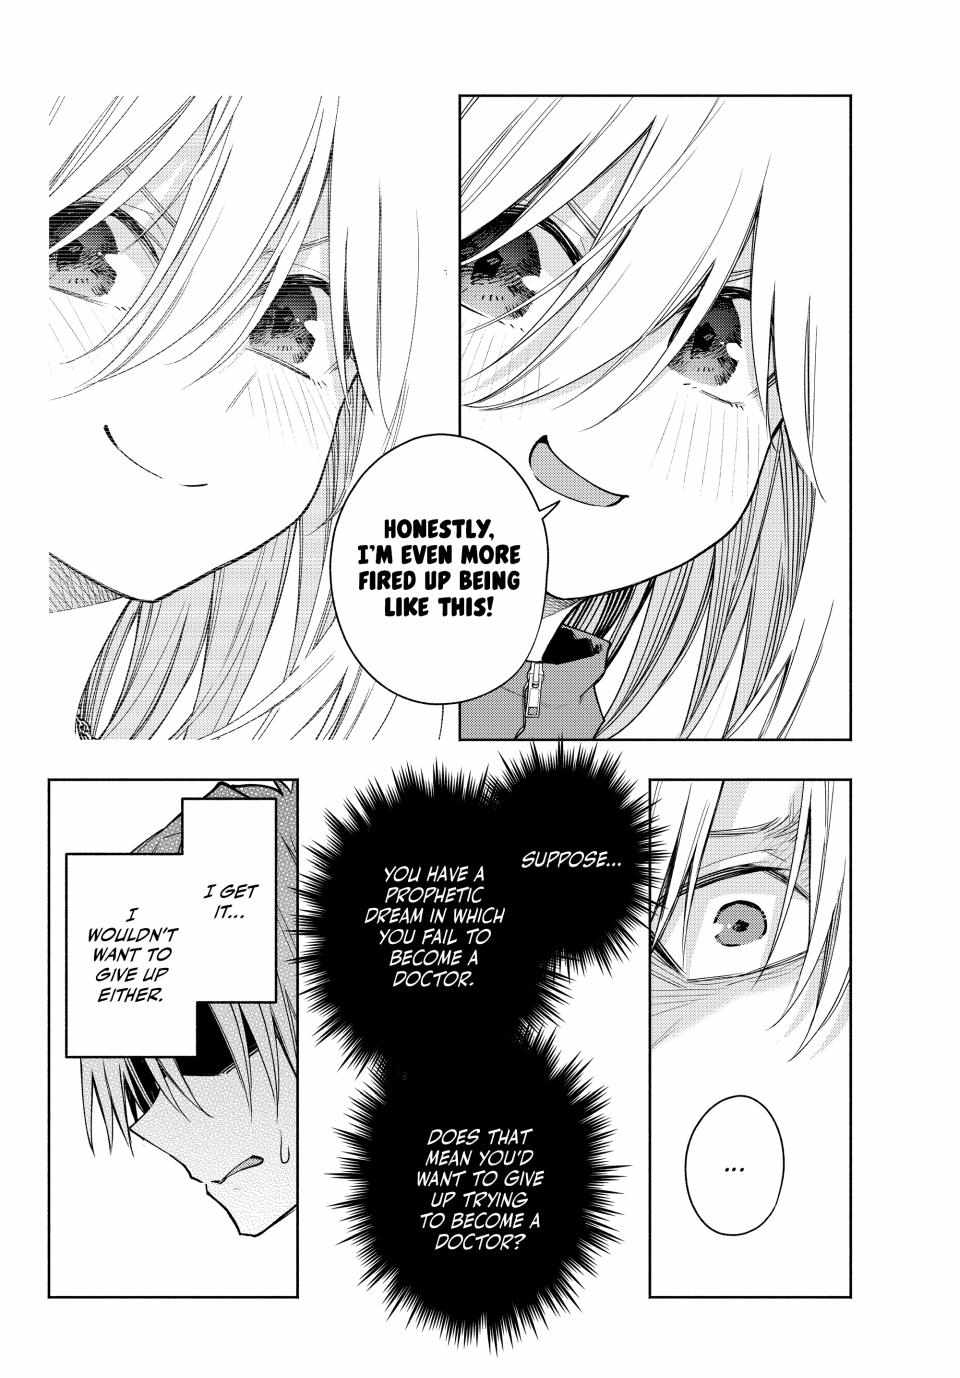 HONESTLY,
I'M EVEN MORE
FIRED UP BEING
LIKE THIS!
...
SUPPOSE...
YOU HAVE A
PROPHETIC
DREAM IN WHICH
YOU FAIL TO
BECOME A
DOCTOR.
DOES THAT
MEAN YOU'D
WANT TO GIVE
UP TRYING
TO BECOME A
DOCTOR?
I GET
IT...
I
WOULDN'T
WANT TO
GIVE UP
EITHER.